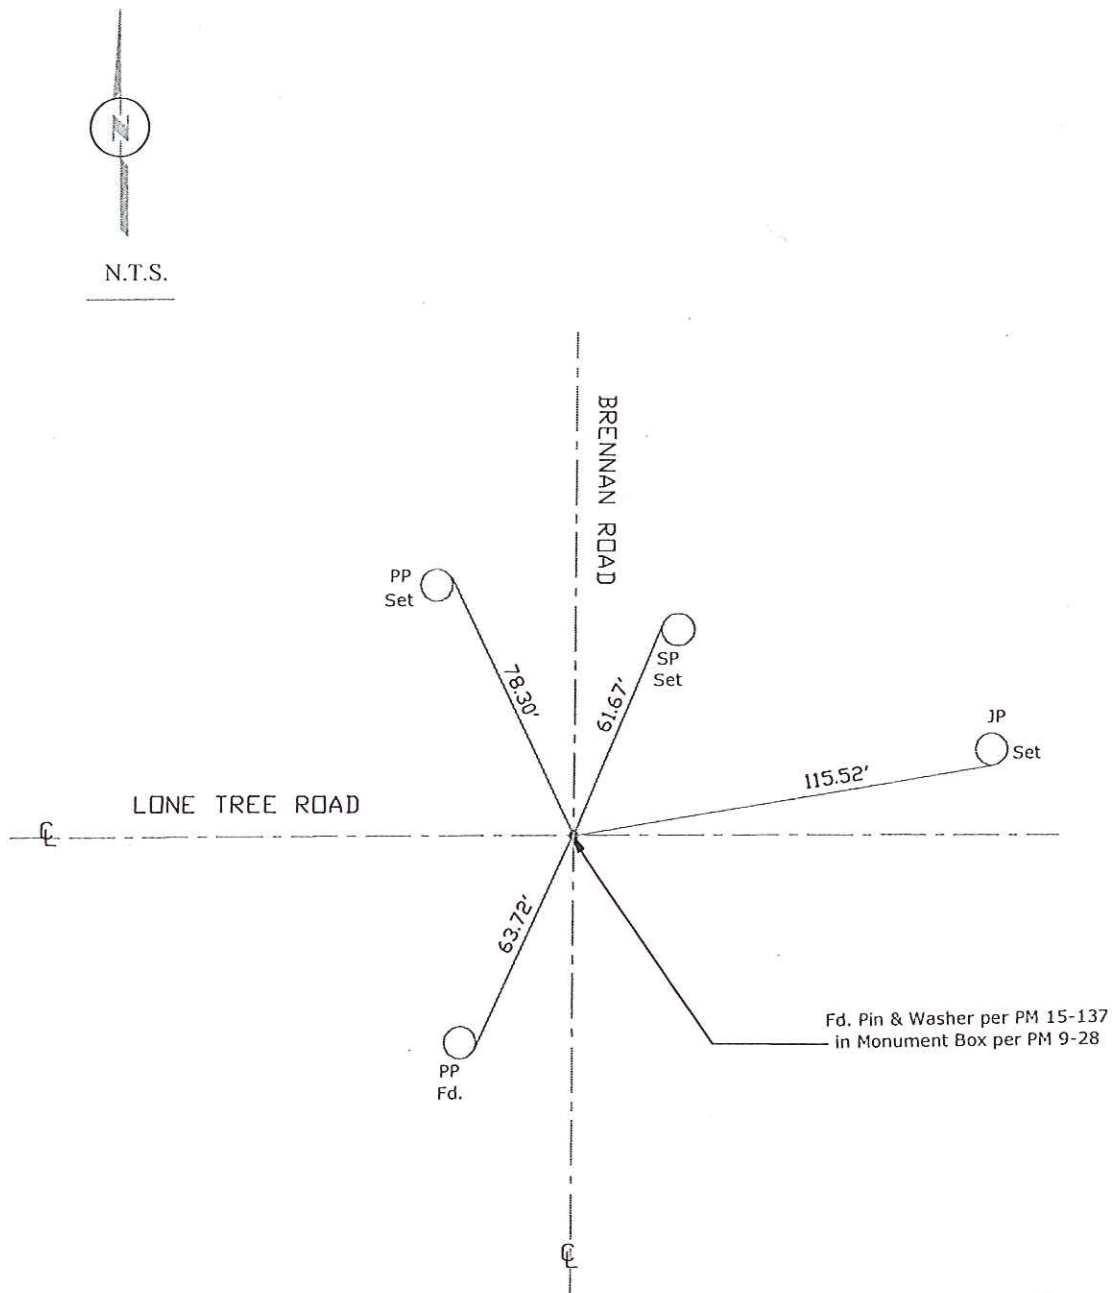 N
N.T.S.
BRENNAN ROAD
PP
Set
SP
Set
78.30'
61.67'
JP
Set
115.52'
LONE TREE ROAD
℄
63.72'
Fd. Pin & Washer per PM 15-137
in Monument Box per PM 9-28
PP
Fd.
℄